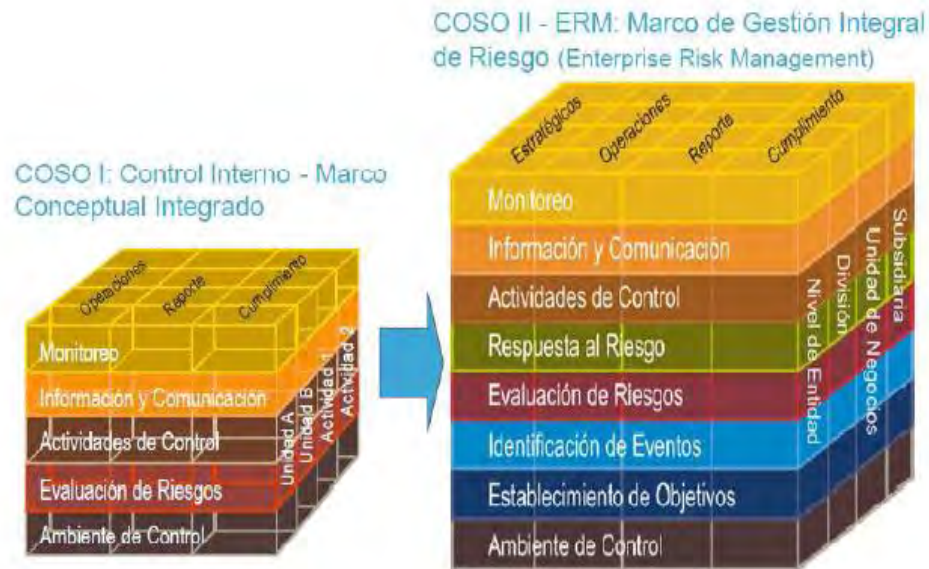 COSO II - ERM: Marco de Gestión Integral
de Riesgo (Enterprise Risk Management)
COSO I: Control Interno - Marco
Conceptual Integrado
Operaciones
Reporte
Cumplimiento
Monitoreo
Información y Comunicación
Actividades de Control
Evaluación de Riesgos
Ambiente de Control
Unidad A
Unidad B
Actividad 1
Actividad 2
Estratégicos
Operaciones
Reporte
Cumplimiento
Monitoreo
Información y Comunicación
Actividades de Control
Respuesta al Riesgo
Evaluación de Riesgos
Identificación de Eventos
Establecimiento de Objetivos
Ambiente de Control
Nivel de Entidad
División
Unidad de Negocios
Subsidiaria